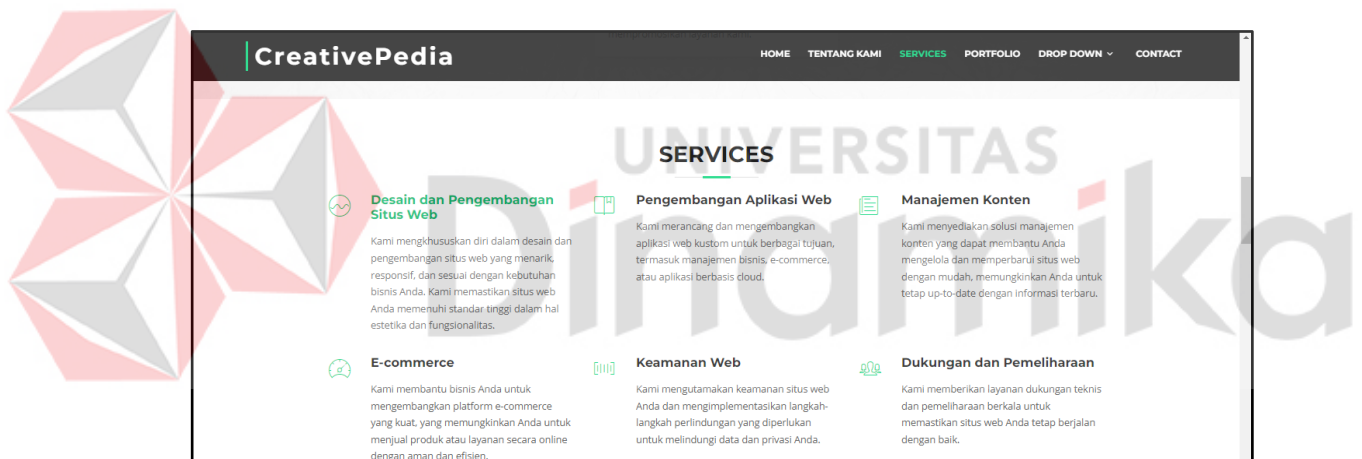 CreativePedia
HOME TENTANG KAMI SERVICES PORTFOLIO DROP DOWN CONTACT
UNIVERSITAS
Dinamika
SERVICES
Desain dan Pengembangan
Situs Web
Kami mengkhususkan diri dalam desain dan
pengembangan situs web yang menarik,
responsif, dan sesuai dengan kebutuhan
bisnis Anda. Kami memastikan situs web
Anda memenuhi standar tinggi dalam hal
estetika dan fungsionalitas.
Pengembangan Aplikasi Web
Kami merancang dan mengembangkan
aplikasi web kustom untuk berbagai tujuan,
termasuk manajemen bisnis, e-commerce,
atau aplikasi berbasis cloud.
Manajemen Konten
Kami menyediakan solusi manajemen
konten yang dapat membantu Anda
mengelola dan memperbarui situs web
dengan mudah, memungkinkan Anda untuk
tetap up-to-date dengan informasi terbaru.
E-commerce
Kami membantu bisnis Anda untuk
mengembangkan platform e-commerce
yang kuat, yang memungkinkan Anda untuk
menjual produk atau layanan secara online
dengan aman dan efisien.
Keamanan Web
Kami mengutamakan keamanan situs web
Anda dan mengimplementasikan langkah-
langkah perlindungan yang diperlukan
untuk melindungi data dan privasi Anda.
Dukungan dan Pemeliharaan
Kami memberikan layanan dukungan teknis
dan pemeliharaan berkala untuk
memastikan situs web Anda tetap berjalan
dengan baik.